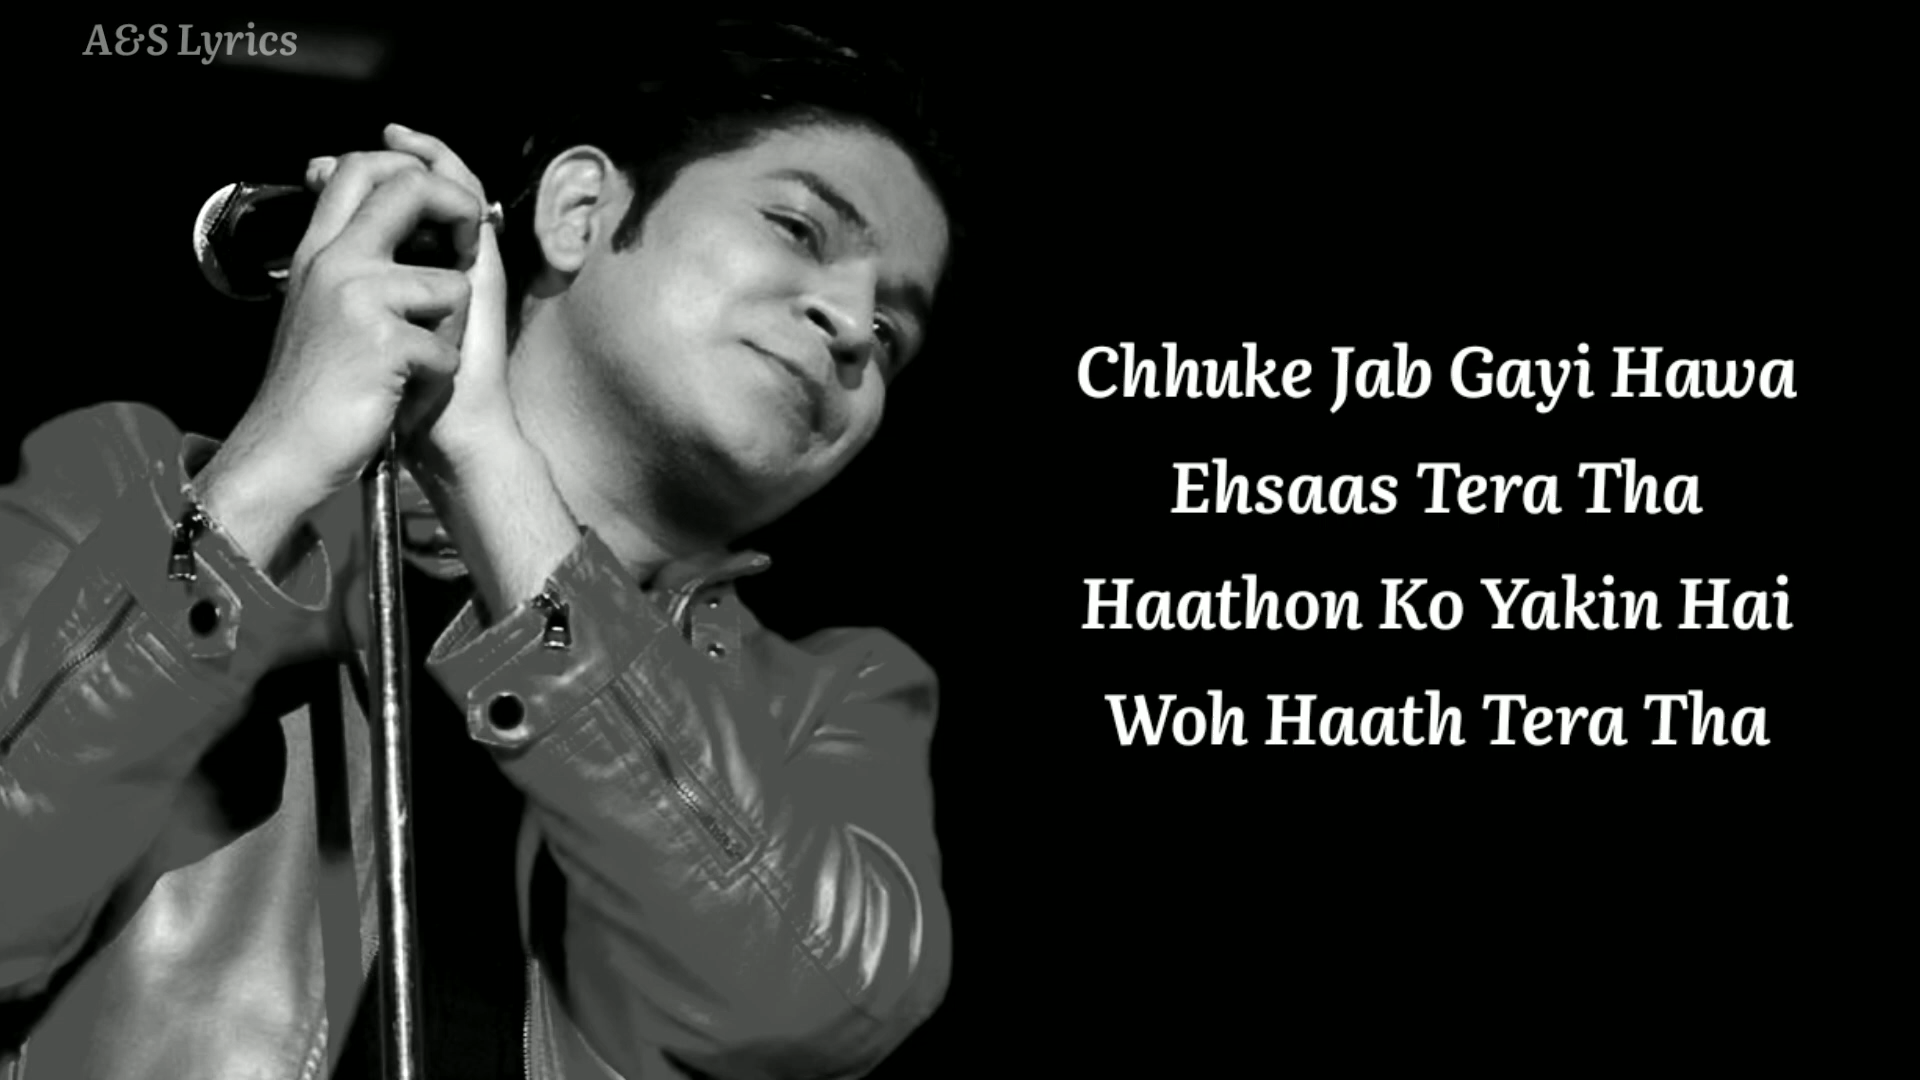 A&S Lyrics
Chhuke Jab Gayi Hawa
Ehsaas Tera Tha
Haathon Ko Yakin Hai
Woh Haath Tera Tha